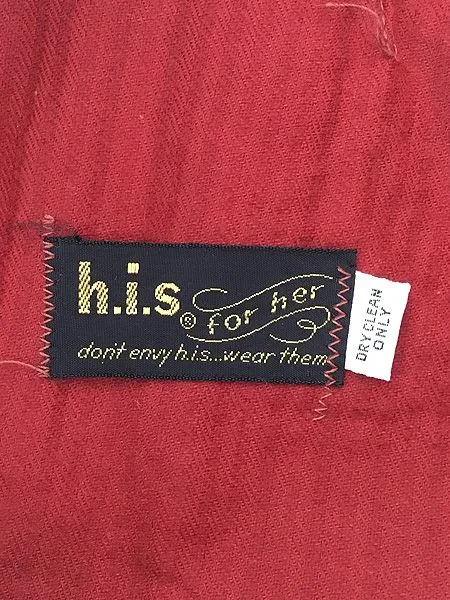 h.i.s® for her
don't envy h.i.s...wear them
DRY CLEAN
ONLY